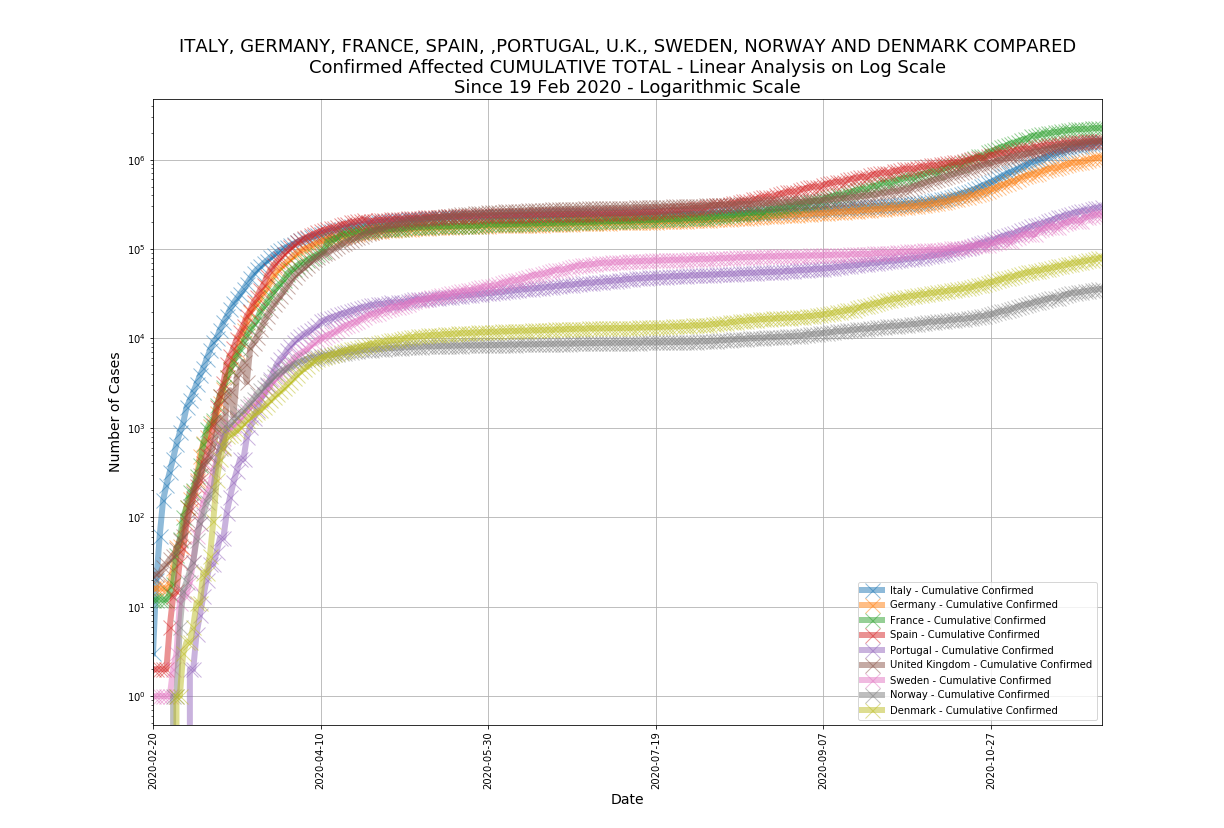 ITALY, GERMANY, FRANCE, SPAIN, ,PORTUGAL, U.K., SWEDEN, NORWAY AND DENMARK COMPARED
Confirmed Affected CUMULATIVE TOTAL - Linear Analysis on Log Scale
Since 19 Feb 2020 - Logarithmic Scale
Number of Cases
10⁶
10⁵
10⁴
10³
10²
10¹
10⁰
Italy - Cumulative Confirmed
Germany - Cumulative Confirmed
France - Cumulative Confirmed
Spain - Cumulative Confirmed
Portugal - Cumulative Confirmed
United Kingdom - Cumulative Confirmed
Sweden - Cumulative Confirmed
Norway - Cumulative Confirmed
Denmark - Cumulative Confirmed
2020-02-20
2020-04-10
2020-05-30
2020-07-19
2020-09-07
2020-10-27
Date